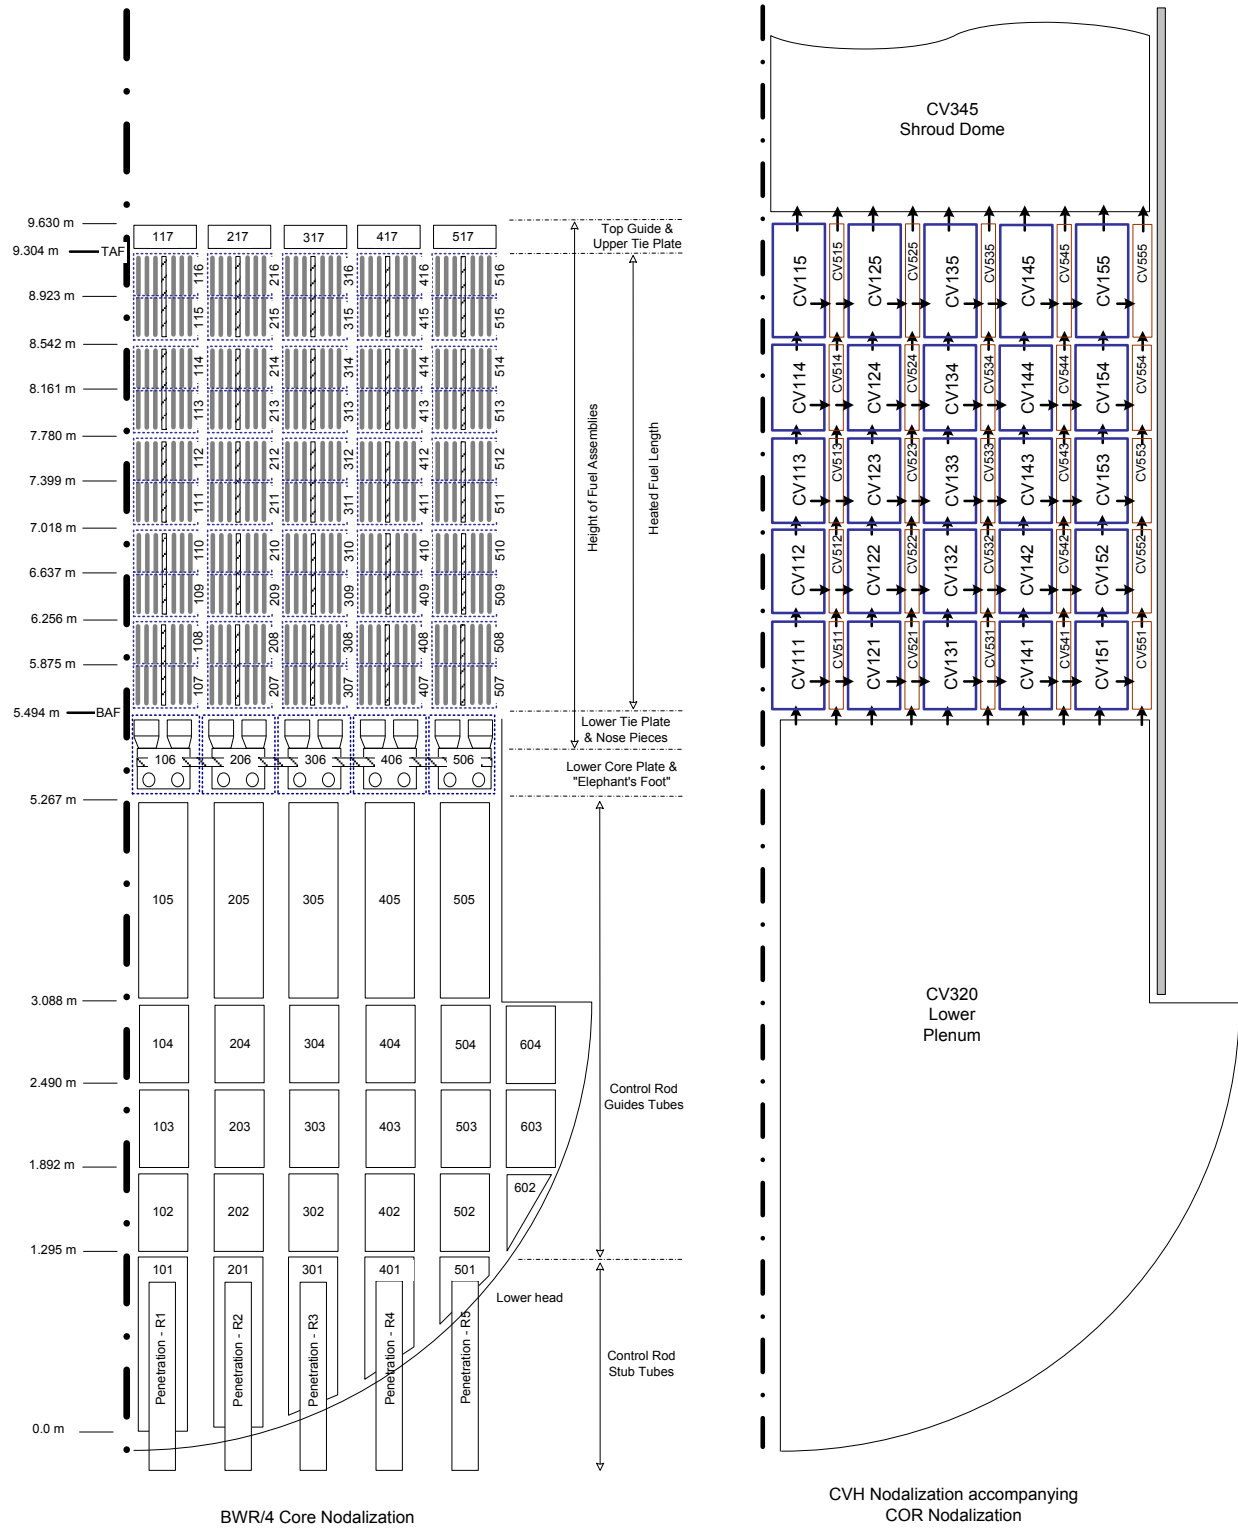 CV345
Shroud Dome
9.630 m
9.304 m
TAF
8.923 m
8.542 m
8.161 m
7.780 m
7.399 m
7.018 m
6.637 m
6.256 m
5.875 m
5.494 m
BAF
5.267 m
3.088 m
2.490 m
1.892 m
1.295 m
0.0 m
117 217 317 417 517
116 216 316 416 516
115 215 315 415 515
114 214 314 414 514
113 213 313 413 513
112 212 312 412 512
111 211 311 411 511
110 210 310 410 510
109 209 309 409 509
108 208 308 408 508
107 207 307 407 507
106 206 306 406 506
105 205 305 405 505
104 204 304 404 504 604
103 203 303 403 503 603
102 202 302 402 502 602
101 201 301 401 501
Penetration - R1
Penetration - R2
Penetration - R3
Penetration - R4
Penetration - R5
Lower head
Top Guide &
Upper Tie Plate
Height of Fuel Assemblies
Heated Fuel Length
Lower Tie Plate
& Nose Pieces
Lower Core Plate &
"Elephant's Foot"
Control Rod
Guides Tubes
Control Rod
Stub Tubes
BWR/4 Core Nodalization
CV115 CV515 CV125 CV525 CV135 CV535 CV145 CV545 CV155 CV555
CV114 CV514 CV124 CV524 CV134 CV534 CV144 CV544 CV154 CV554
CV113 CV513 CV123 CV523 CV133 CV533 CV143 CV543 CV153 CV553
CV112 CV512 CV122 CV522 CV132 CV532 CV142 CV542 CV152 CV552
CV111 CV511 CV121 CV521 CV131 CV531 CV141 CV541 CV151 CV551
CV320
Lower
Plenum
CVH Nodalization accompanying
COR Nodalization